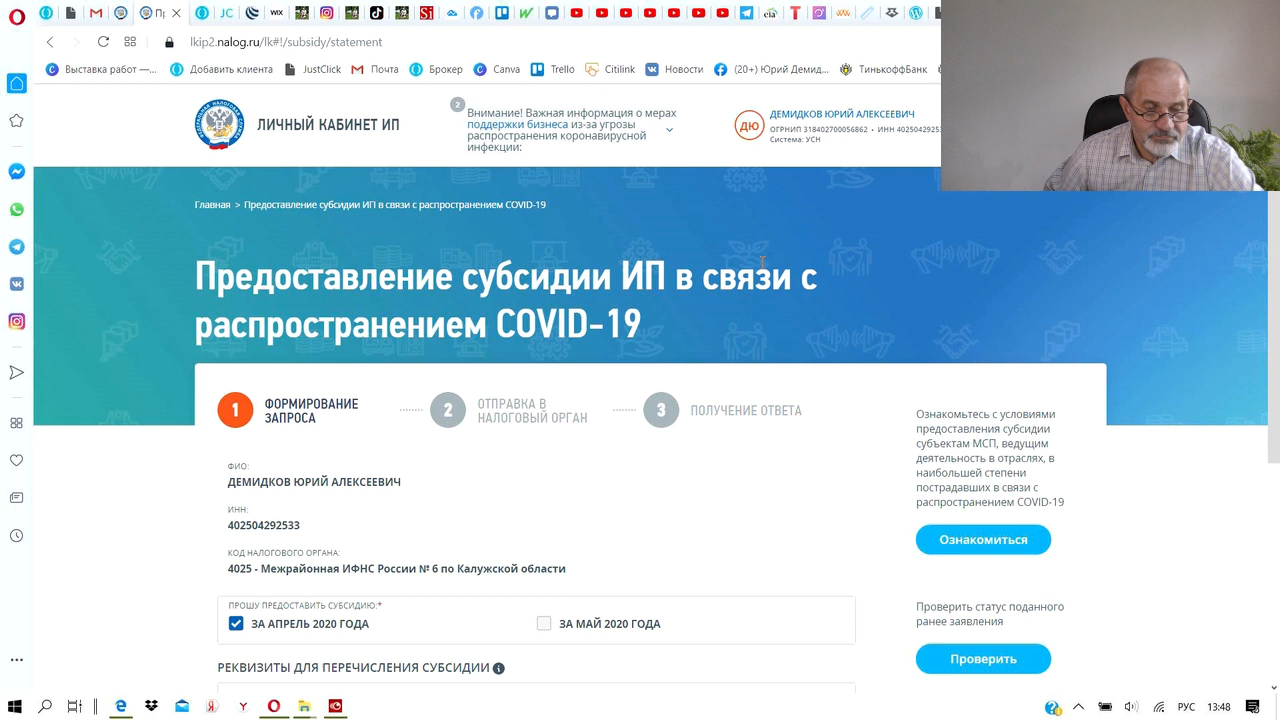 lkip2.nalog.ru/lk#!/subsidy/statement
Выставка работ —... Добавить клиента JustClick Почта Брокер Canva Trello Citilink Новости (20+) Юрий Демид... ТинькоффБанк
ЛИЧНЫЙ КАБИНЕТ ИП
2
Внимание! Важная информация о мерах
поддержки бизнеса из-за угрозы
распространения коронавирусной
инфекции:
ДЮ
ДЕМИДКОВ ЮРИЙ АЛЕКСЕЕВИЧ
ОГРНИП 318402700056862 • ИНН 40250429253
Система: УСН
Главная > Предоставление субсидии ИП в связи с распространением COVID-19
Предоставление субсидии ИП в связи с
распространением COVID-19
1 ФОРМИРОВАНИЕ
ЗАПРОСА
2 ОТПРАВКА В
НАЛОГОВЫЙ ОРГАН
3 ПОЛУЧЕНИЕ ОТВЕТА
ФИО:
ДЕМИДКОВ ЮРИЙ АЛЕКСЕЕВИЧ
ИНН:
402504292533
КОД НАЛОГОВОГО ОРГАНА:
4025 - Межрайонная ИФНС России № 6 по Калужской области
ПРОШУ ПРЕДОСТАВИТЬ СУБСИДИЮ:*
ЗА АПРЕЛЬ 2020 ГОДА ЗА МАЙ 2020 ГОДА
РЕКВИЗИТЫ ДЛЯ ПЕРЕЧИСЛЕНИЯ СУБСИДИИ
Ознакомьтесь с условиями
предоставления субсидии
субъектам МСП, ведущим
деятельность в отраслях, в
наибольшей степени
пострадавших в связи с
распространением COVID-19
Ознакомиться
Проверить статус поданного
ранее заявления
Проверить
РУС 13:48